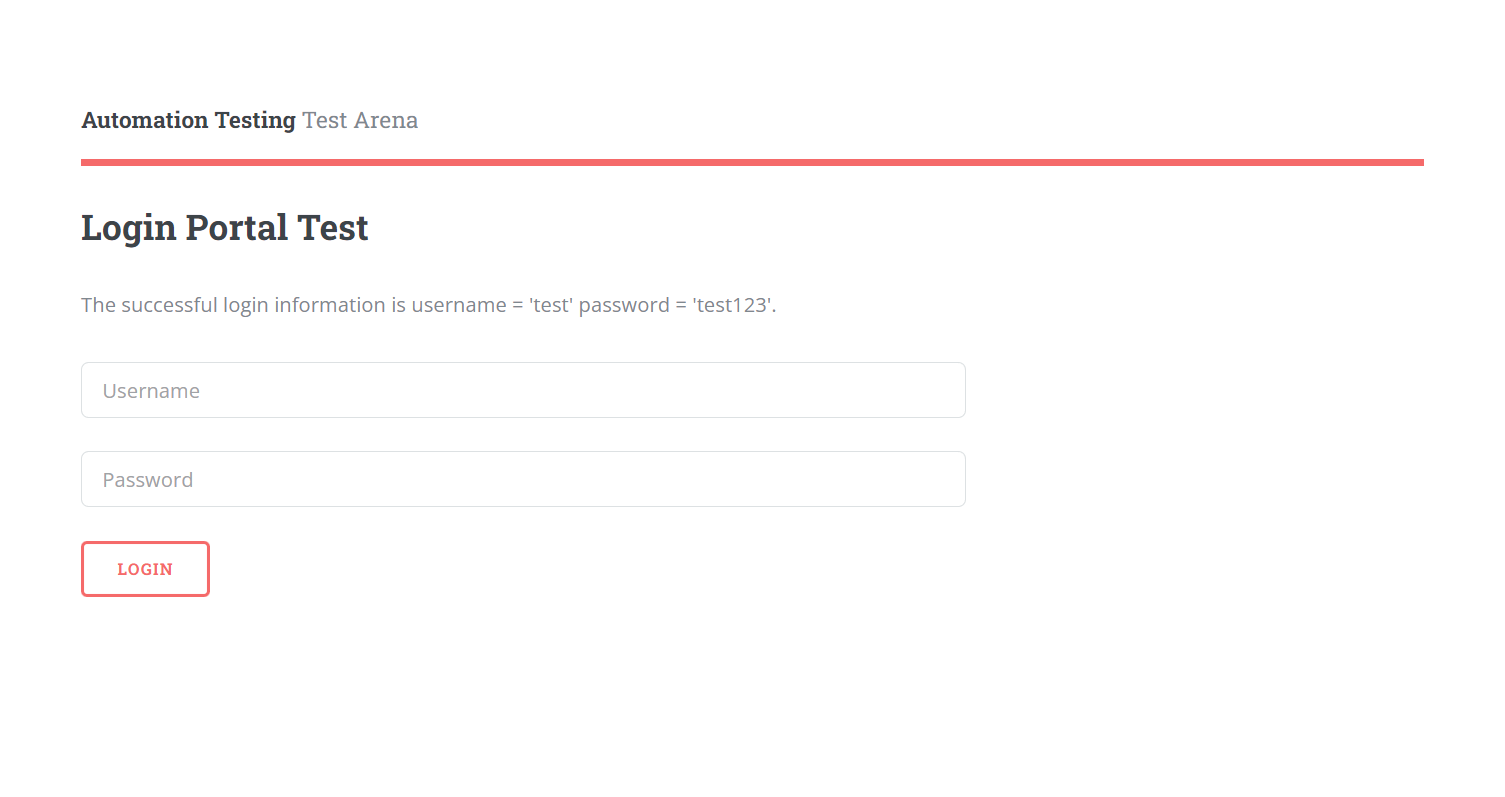 Automation Testing Test Arena
Login Portal Test
The successful login information is username = 'test' password = 'test123'.
Username
Password
LOGIN